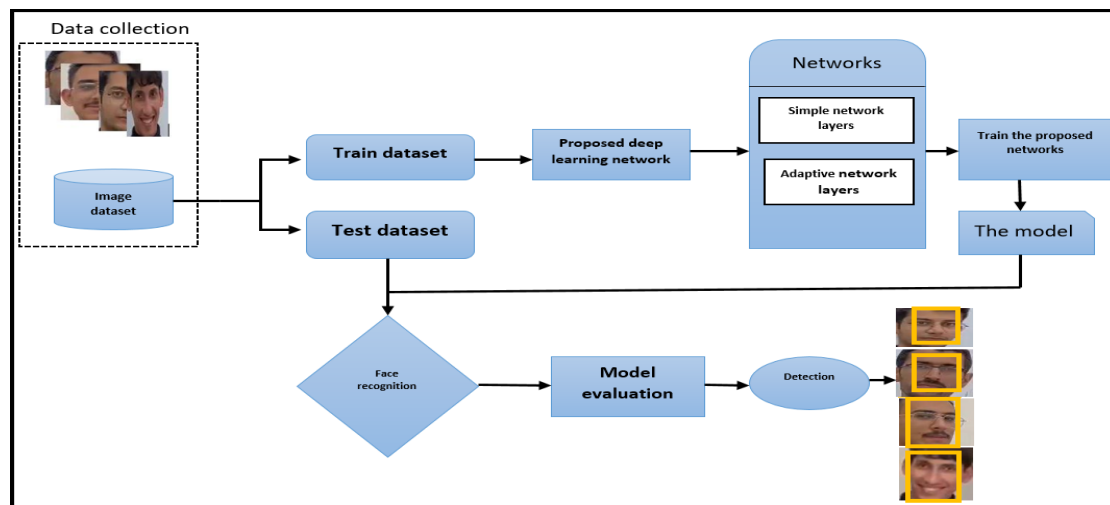 Data collection
Image
dataset
Train dataset
Test dataset
Proposed deep
learning network
Networks
Simple network
layers
Adaptive network
layers
Train the proposed
networks
The model
Face
recognition
Model
evaluation
Detection